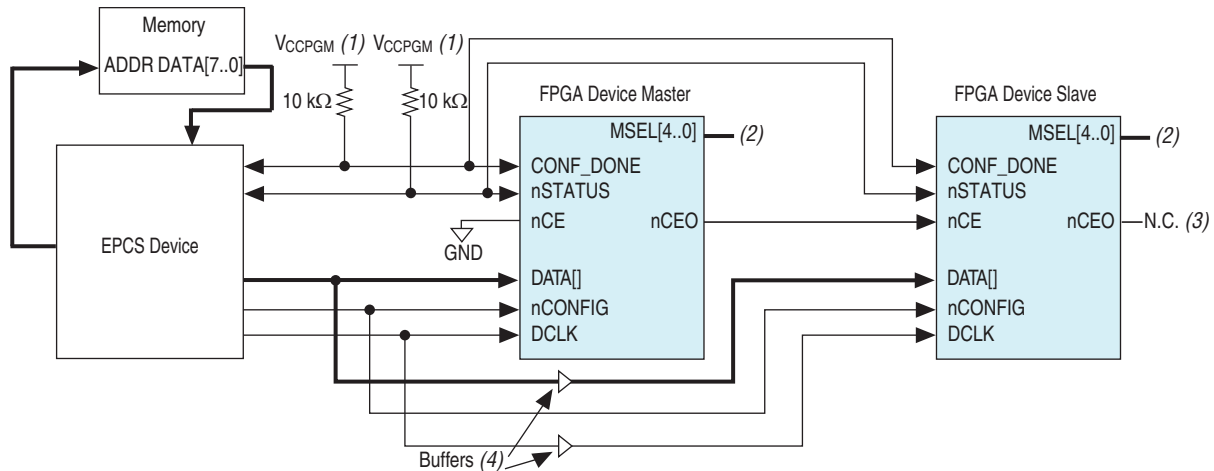 Memory
ADDR DATA[7..0]
VCCPGM (1) VCCPGM (1)
10 kΩ
10 kΩ
EPCS Device
GND
FPGA Device Master
MSEL[4..0]
(2)
CONF_DONE
nSTATUS
nCE
nCEO
DATA[]
nCONFIG
DCLK
FPGA Device Slave
MSEL[4..0]
(2)
CONF_DONE
nSTATUS
nCE
nCEO
N.C. (3)
DATA[]
nCONFIG
DCLK
Buffers (4)